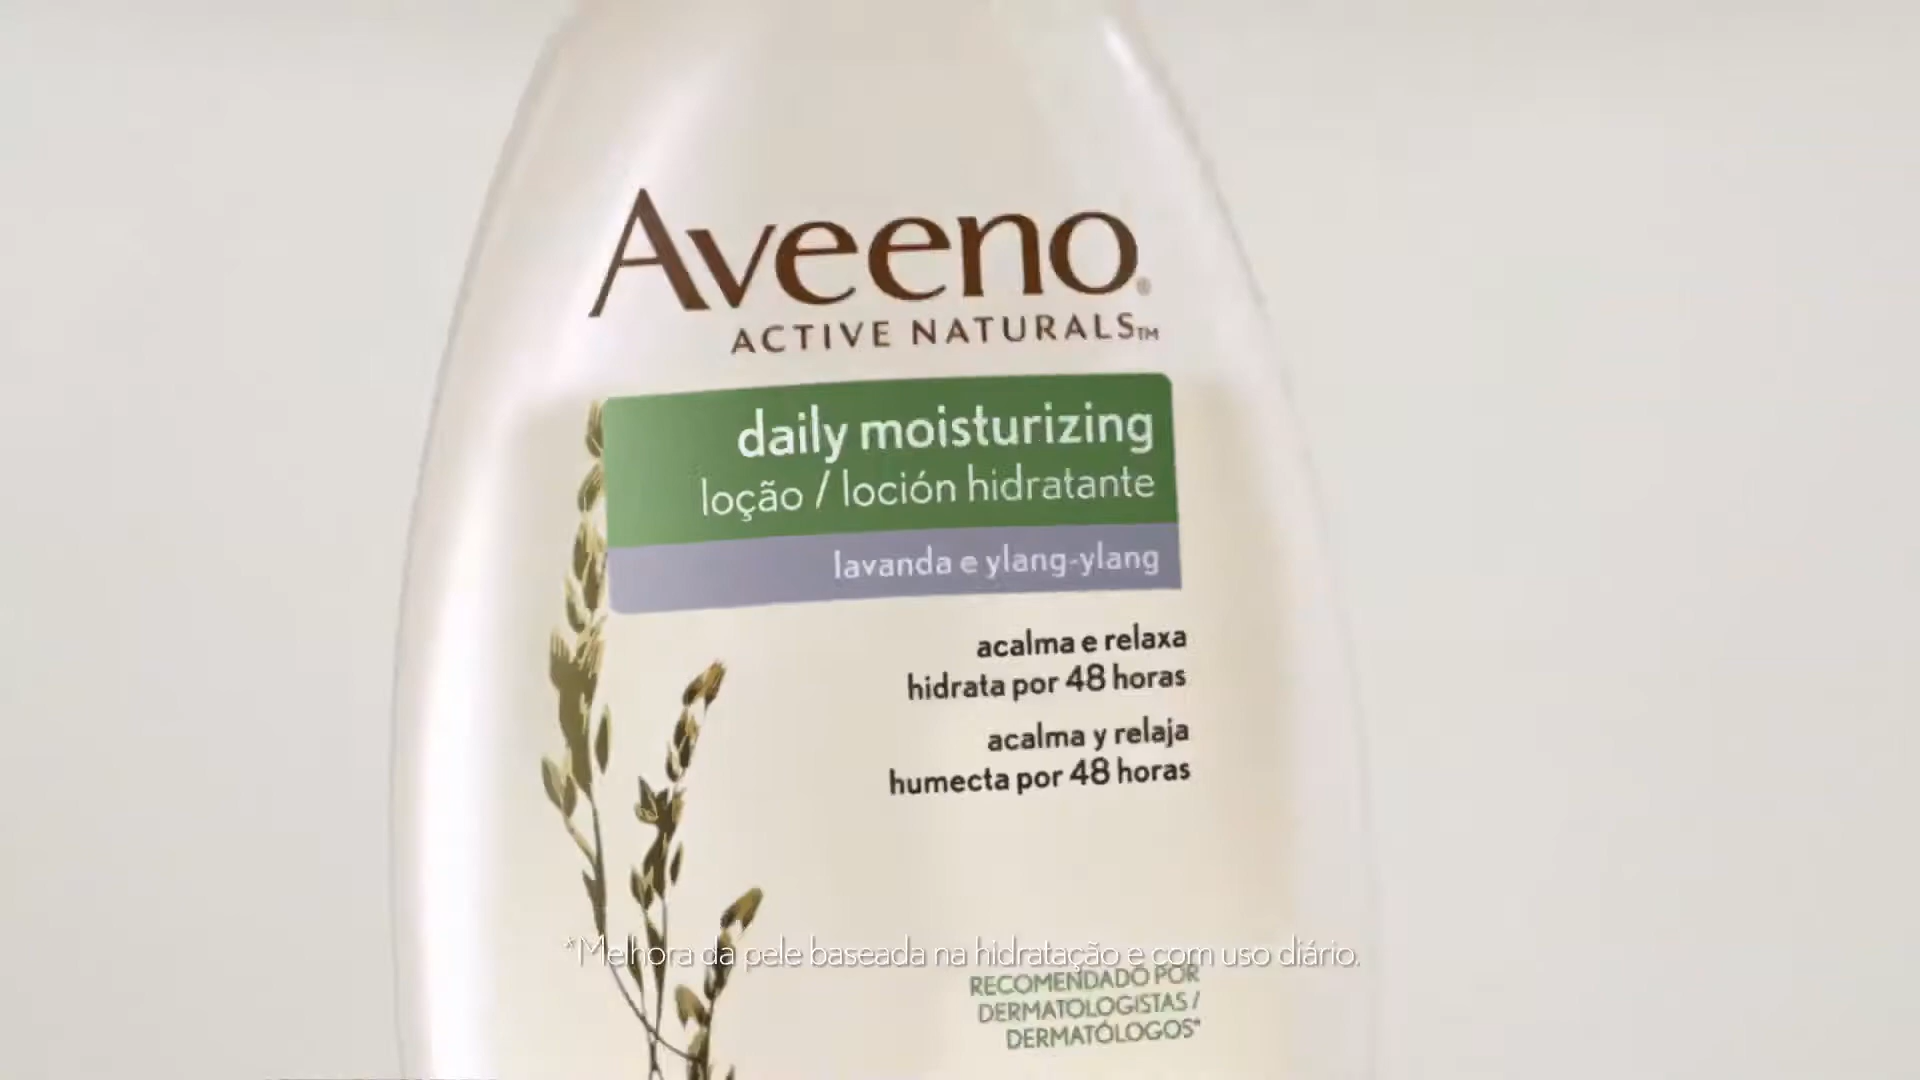 Aveeno®
ACTIVE NATURALS™
daily moisturizing
loção / loción hidratante
lavanda e ylang-ylang
acalma e relaxa
hidrata por 48 horas
acalma y relaja
humecta por 48 horas
*Melhora da pele baseada na hidratação e com uso diário.
RECOMENDADO POR
DERMATOLOGISTAS /
DERMATÓLOGOS*